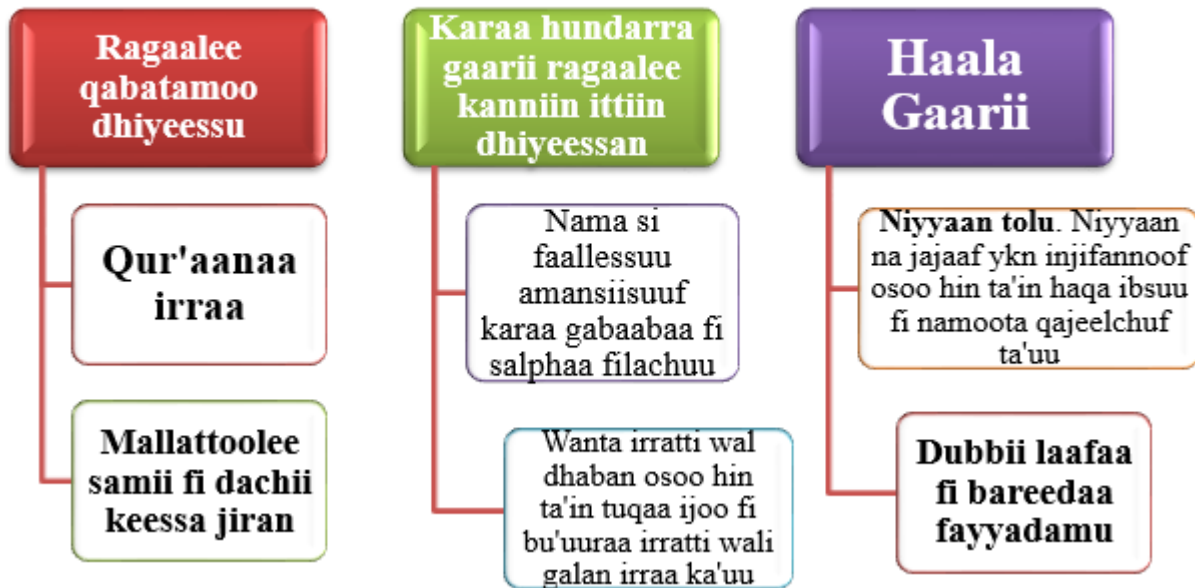 Ragaalee
qabatamoo
dhiyeessu
Qur'aanaa
irraa
Mallattoolee
samii fi dachii
keessa jiran
Karaa hundarra
gaarii ragaalee
kanniin ittiin
dhiyeessan
Nama si
faallessuu
amansiisuuf
karaa gabaabaa fi
salphaa filachuu
Wanta irratti wal
dhaban osoo hin
ta'in tuqaa ijoo fi
bu'uuraa irratti wali
galan irraa ka'uu
Haala
Gaarii
Niyyaan tolu. Niyyaan
na jajaaf ykn injifannoof
osoo hin ta'in haqa ibsuu
fi namoota qajeelchuf
ta'uu
Dubbii laafaa
fi bareedaa
fayyadamu